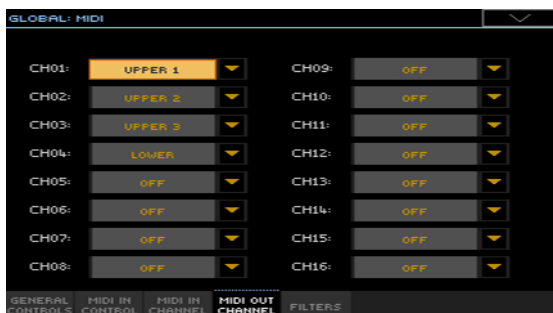 GLOBAL: MIDI
CH01: UPPER 1 CH09: OFF
CH02: UPPER 2 CH10: OFF
CH03: UPPER 3 CH11: OFF
CH04: LOWER CH12: OFF
CH05: OFF CH13: OFF
CH06: OFF CH14: OFF
CH07: OFF CH15: OFF
CH08: OFF CH16: OFF
GENERAL CONTROLS MIDI IN CONTROL MIDI IN CHANNEL MIDI OUT CHANNEL FILTERS